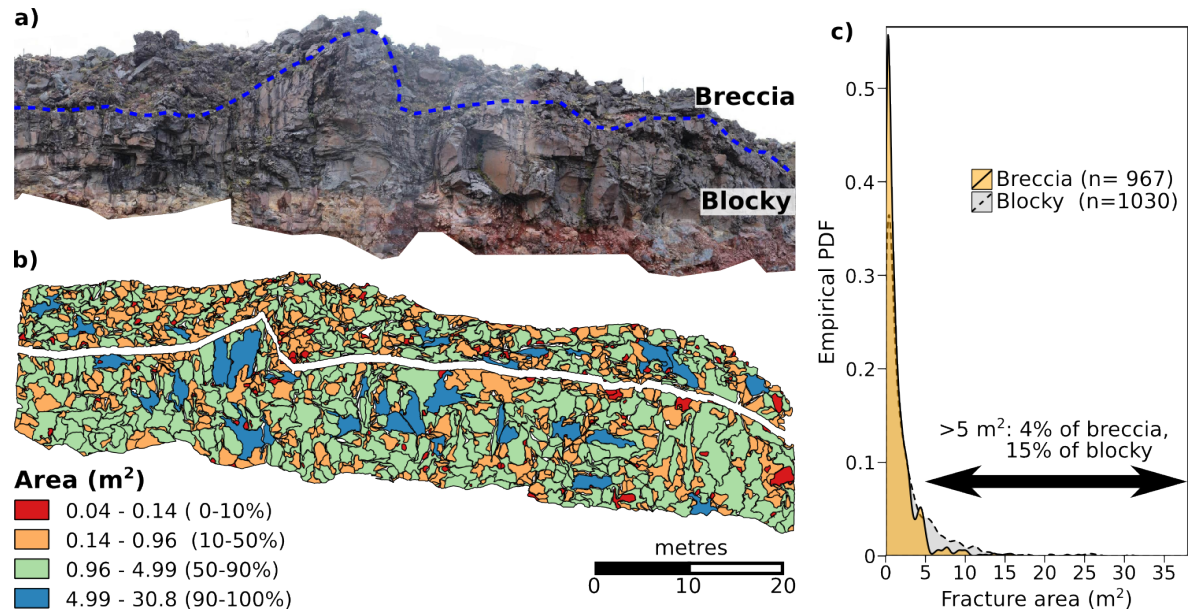 a)
Breccia
Blocky
b)
Area (m²)
0.04 - 0.14 ( 0-10%)
0.14 - 0.96 (10-50%)
0.96 - 4.99 (50-90%)
4.99 - 30.8 (90-100%)
metres
0 10 20
c)
Empirical PDF
0.5
0.4
0.3
0.2
0.1
0
Breccia (n= 967)
Blocky (n=1030)
>5 m²: 4% of breccia,
15% of blocky
0 5 10 15 20 25 30 35
Fracture area (m²)